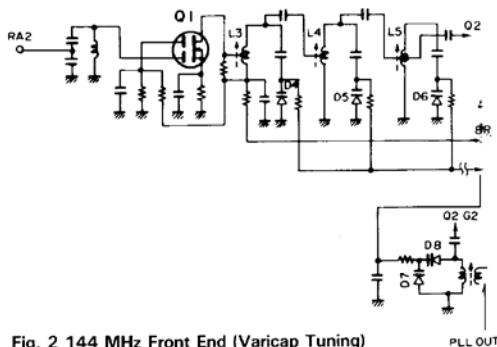 Q1
RA2
L3
L4
L5
Q2
D4
D5
D6
8R
Q2 G2
D8
D7
PLL OUT
Fig. 2 144 MHz Front End (Varicap Tuning)